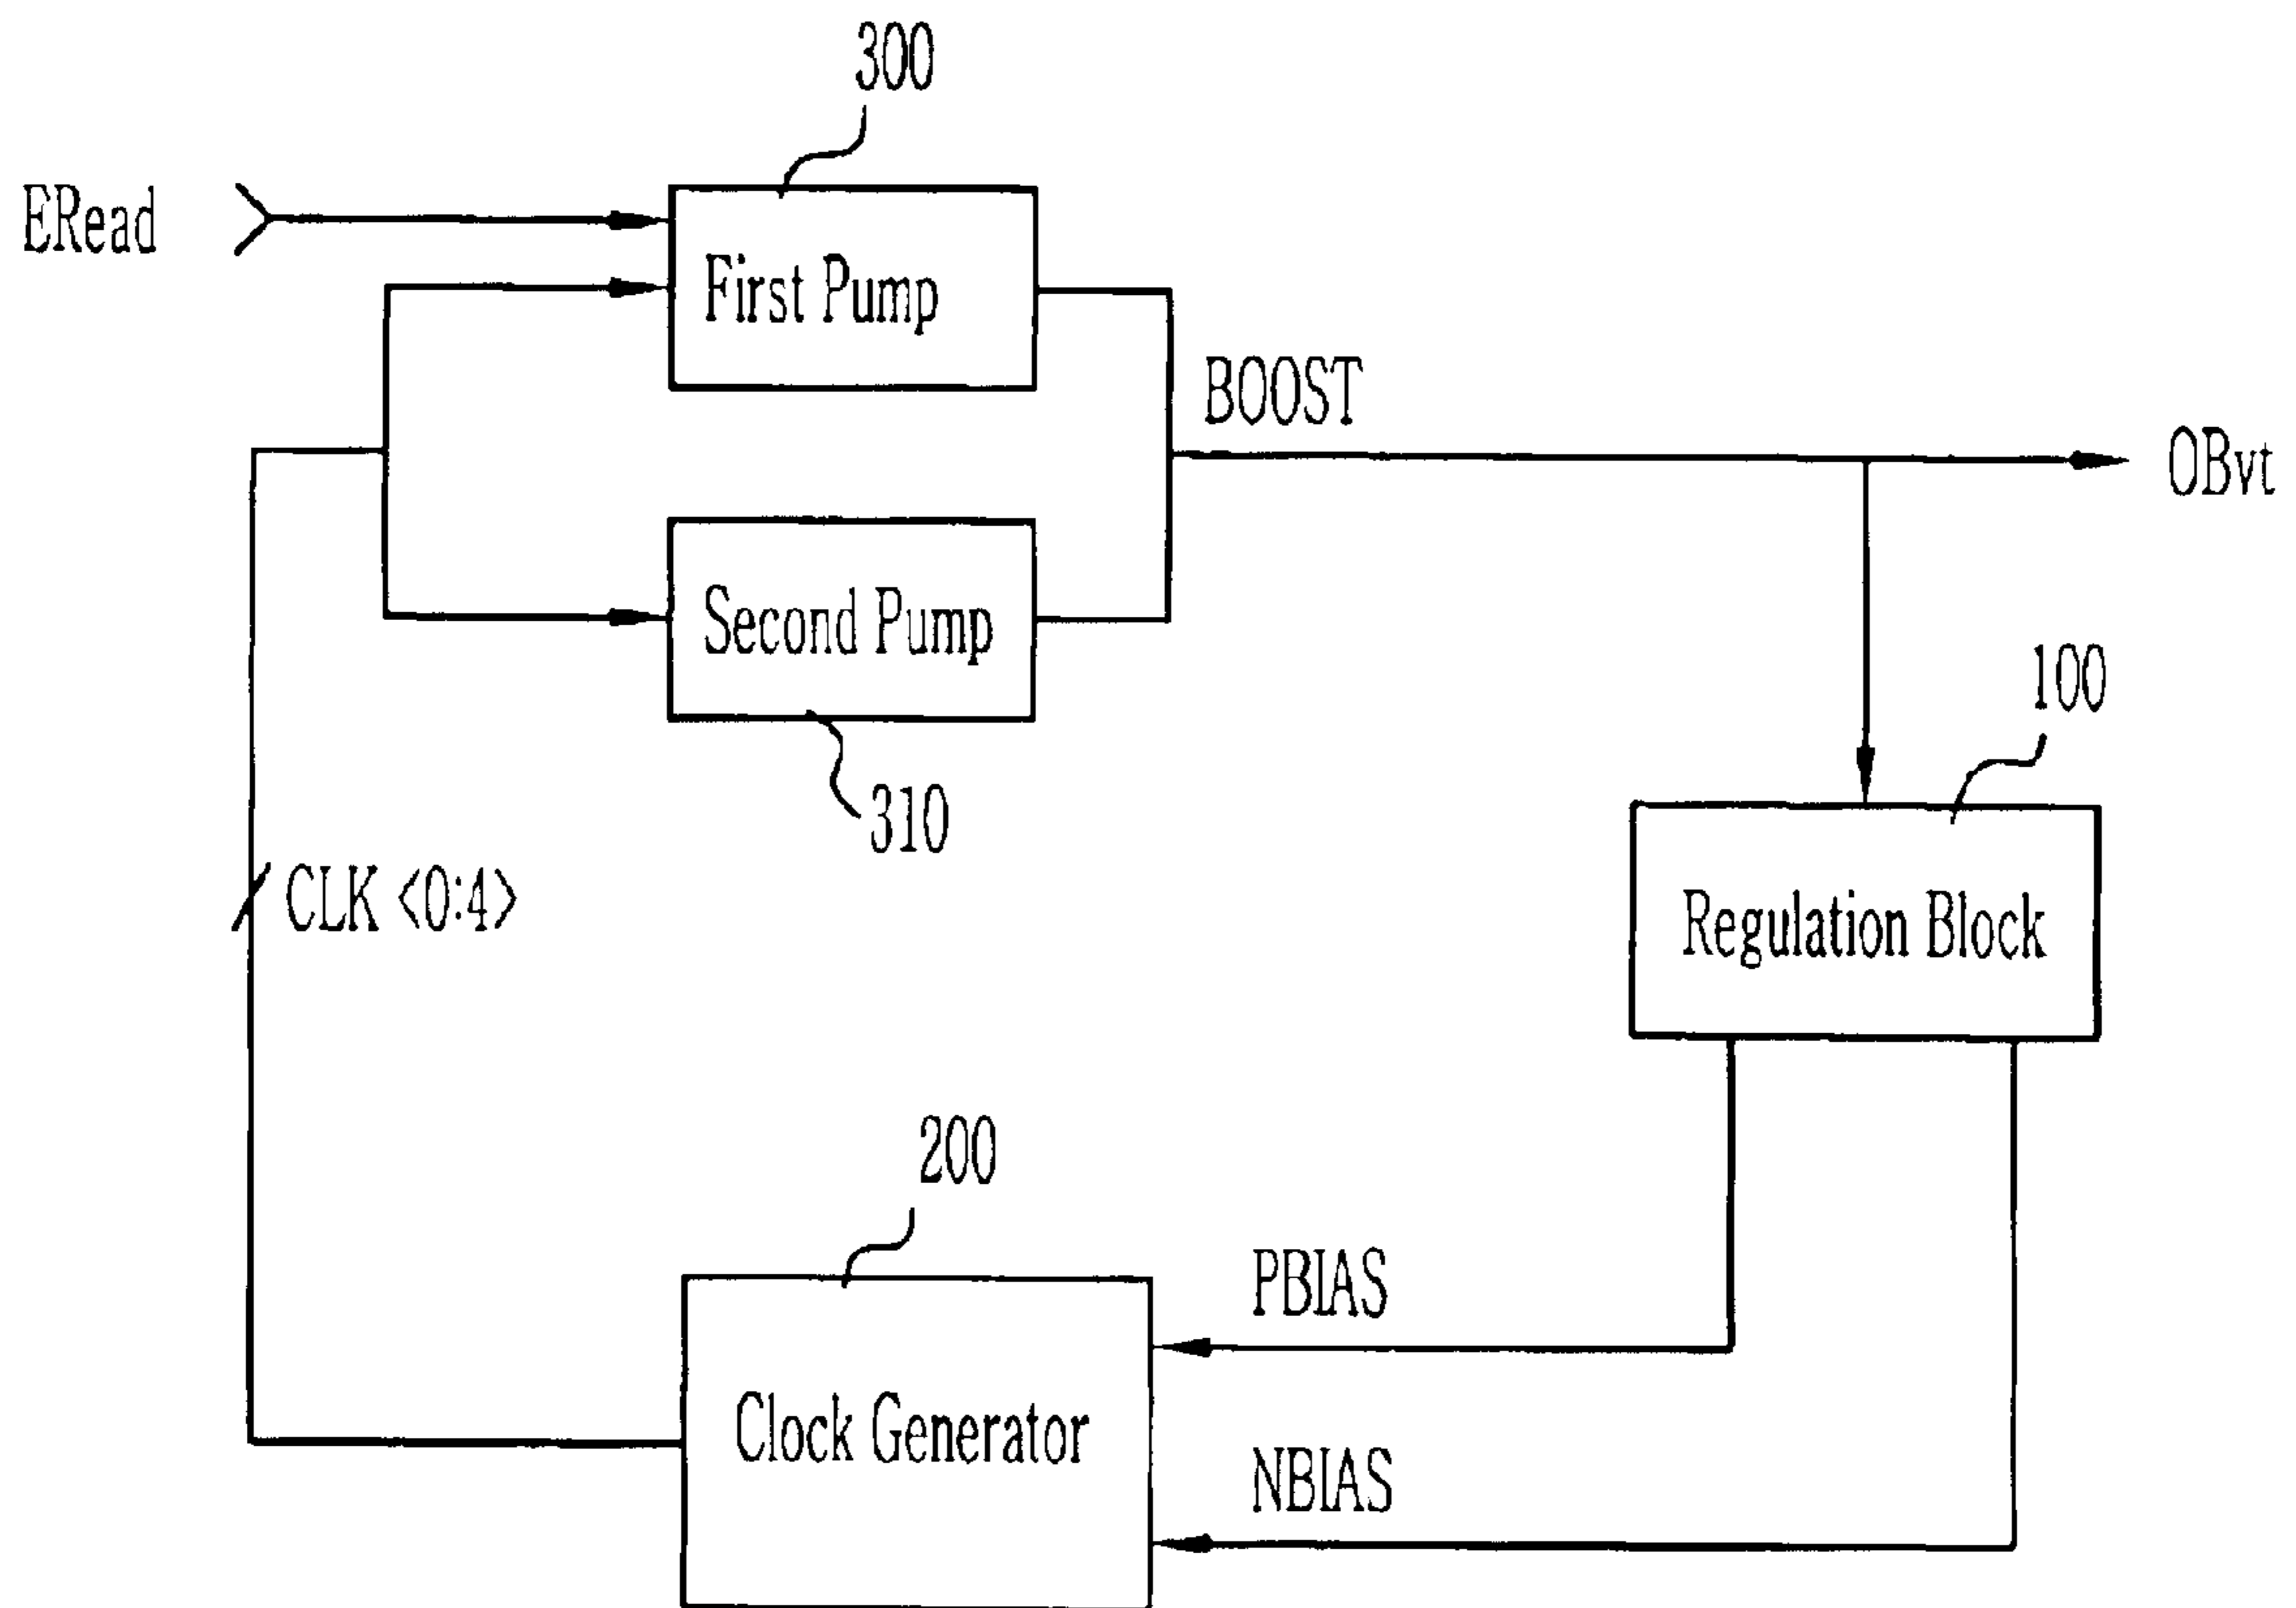 300
ERead
First Pump
BOOST
OBvt
Second Pump
100
310
CLK <0:4>
Regulation Block
200
PBIAS
Clock Generator
NBIAS